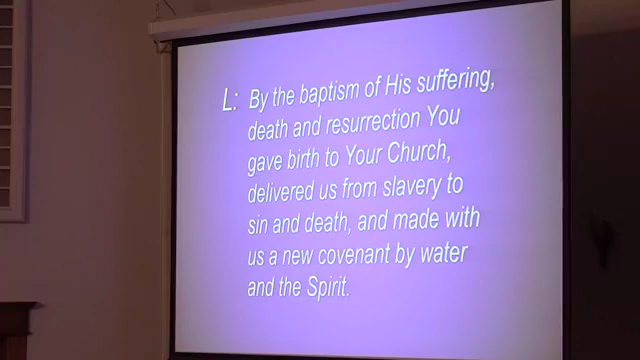 L: By the baptism of His suffering,
death and resurrection You
gave birth to Your Church,
delivered us from slavery to
sin and death, and made with
us a new covenant by water
and the Spirit.